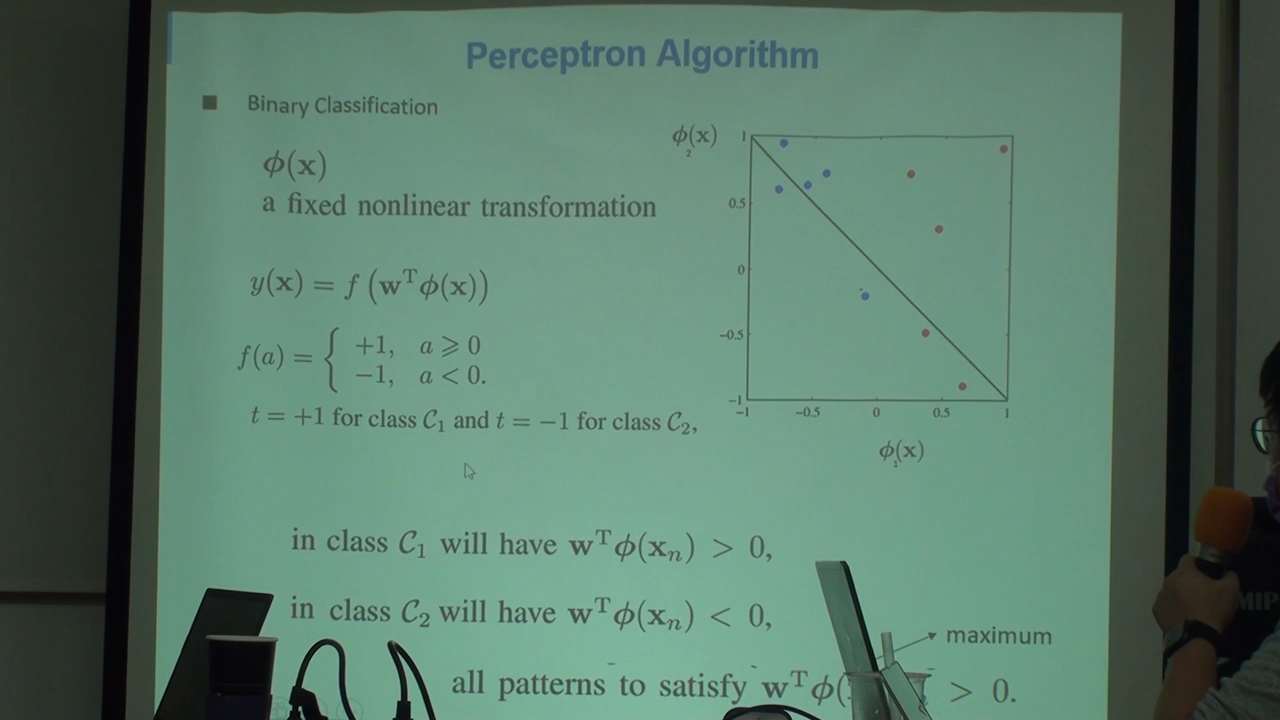 Perceptron Algorithm
Binary Classification
ϕ(x)
a fixed nonlinear transformation
y(x) = f (wᵀϕ(x))
f(a) = { +1, a ⩾ 0
−1, a < 0.
t = +1 for class C₁ and t = −1 for class C₂,
ϕ₂(x)
1
0.5
0
−0.5
−1
−1 −0.5 0 0.5 1
ϕ₁(x)
in class C₁ will have wᵀϕ(xₙ) > 0,
in class C₂ will have wᵀϕ(xₙ) < 0,
maximum
all patterns to satisfy wᵀϕ( > 0.
MIP